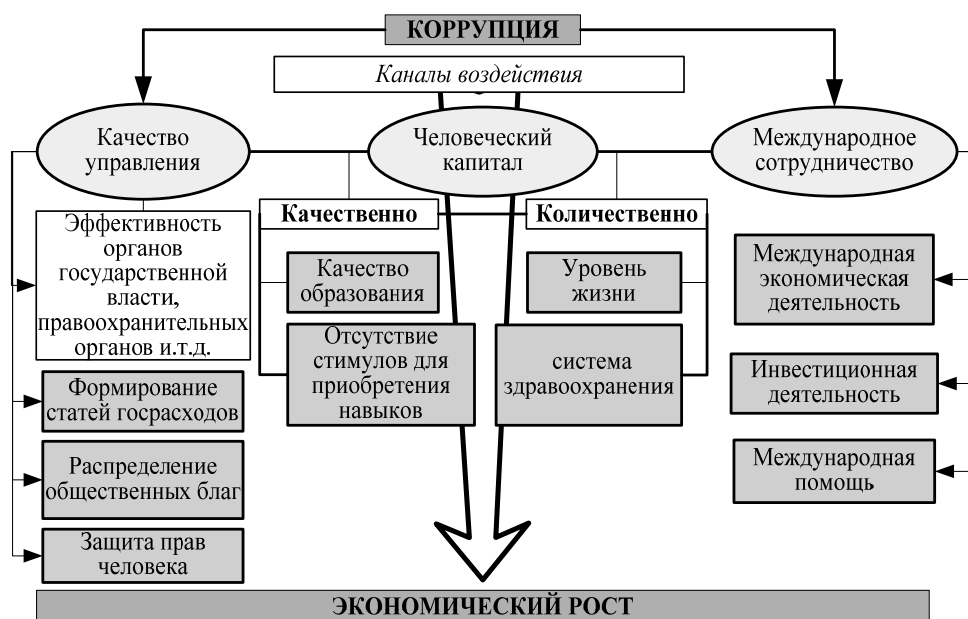 КОРРУПЦИЯ
Каналы воздействия
Качество
управления
Человеческий
капитал
Международное
сотрудничество
Качественно
Количественно
Эффективность
органов
государственной
власти,
правоохранительных
органов и.т.д.
Формирование
статей госрасходов
Распределение
общественных благ
Защита прав
человека
Качество
образования
Отсутствие
стимулов для
приобретения
навыков
Уровень
жизни
система
здравоохранения
Международная
экономическая
деятельность
Инвестиционная
деятельность
Международная
помощь
ЭКОНОМИЧЕСКИЙ РОСТ